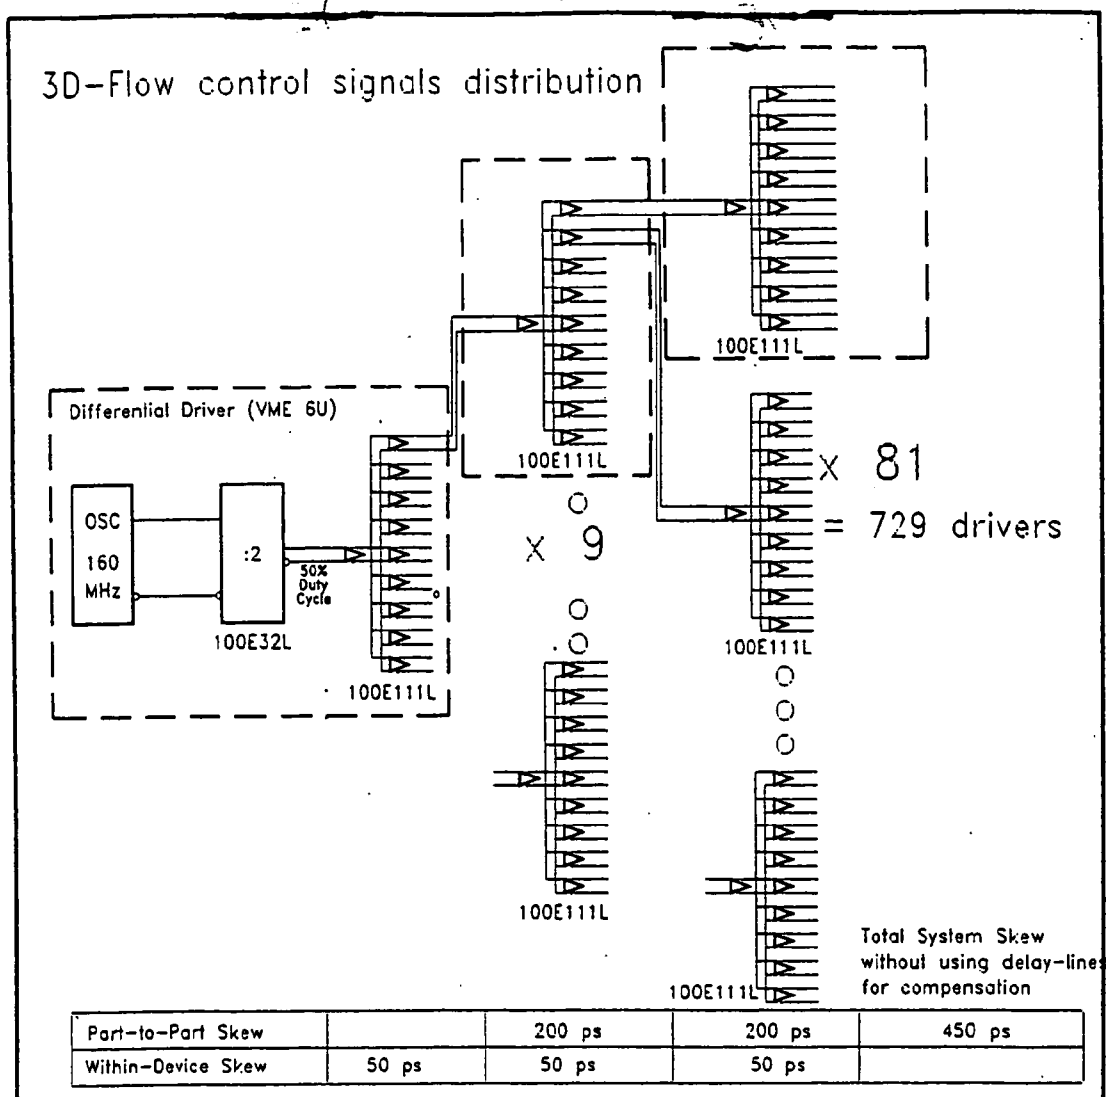 3D-Flow control signals distribution
100E111L
Differential Driver (VME 6U)
100E111L
OSC
160
MHz
:2
50%
Duty
Cycle
100E32L
100E111L
x 9
x 81
= 729 drivers
100E111L
100E111L
100E111L
Total System Skew
without using delay-lines
for compensation
Part-to-Part Skew 200 ps 200 ps 450 ps
Within-Device Skew 50 ps 50 ps 50 ps